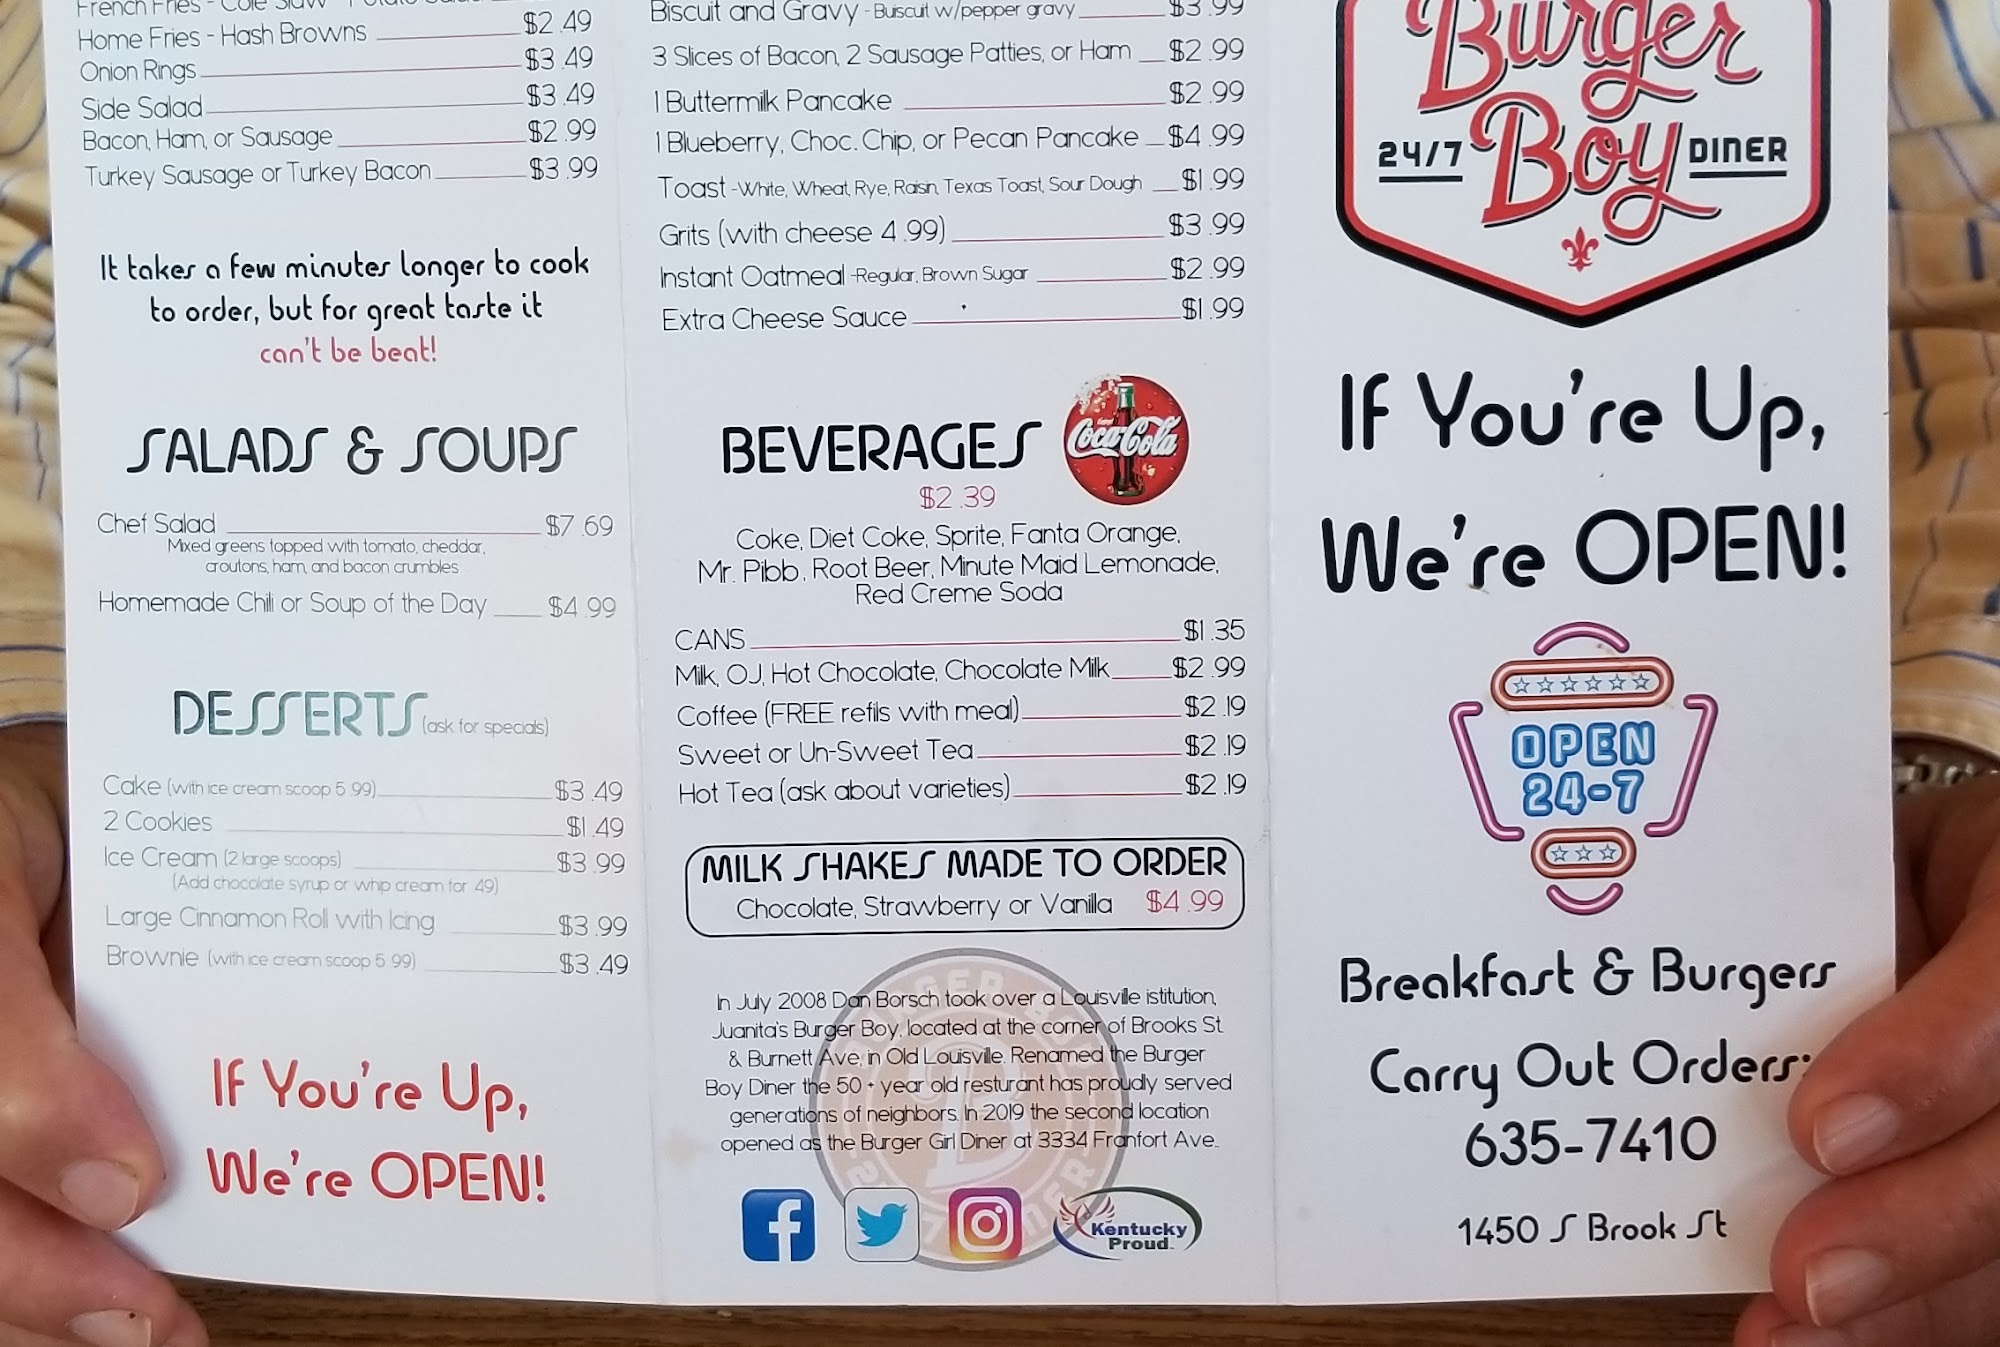 French Fries - Cole Slaw - Potato Salad
Home Fries - Hash Browns $2.49
Onion Rings $3.49
Side Salad $3.49
Bacon, Ham, or Sausage $2.99
Turkey Sausage or Turkey Bacon $3.99
It takes a few minutes longer to cook
to order, but for great taste it
can't be beat!
SALADS & SOUPS
Chef Salad $7.69
Mixed greens topped with tomato, cheddar,
croutons, ham, and bacon crumbles
Homemade Chili or Soup of the Day $4.99
DESSERTS (ask for specials)
Cake (with ice cream scoop 5.99) $3.49
2 Cookies $1.49
Ice Cream (2 large scoops) $3.99
(Add chocolate syrup or whip cream for .49)
Large Cinnamon Roll with Icing $3.99
Brownie (with ice cream scoop 5.99) $3.49
If You're Up,
We're OPEN!
Biscuit and Gravy - Buiscuit w/pepper gravy $3.99
3 Slices of Bacon, 2 Sausage Patties, or Ham $2.99
1 Buttermilk Pancake $2.99
1 Blueberry, Choc. Chip, or Pecan Pancake $4.99
Toast - White, Wheat, Rye, Raisin, Texas Toast, Sour Dough $1.99
Grits (with cheese 4.99) $3.99
Instant Oatmeal - Regular, Brown Sugar $2.99
Extra Cheese Sauce $1.99
BEVERAGES
Enjoy
Coca-Cola
$2.39
Coke, Diet Coke, Sprite, Fanta Orange,
Mr. Pibb, Root Beer, Minute Maid Lemonade,
Red Creme Soda
CANS $1.35
Milk, OJ, Hot Chocolate, Chocolate Milk $2.99
Coffee (FREE refils with meal) $2.19
Sweet or Un-Sweet Tea $2.19
Hot Tea (ask about varieties) $2.19
MILK SHAKES MADE TO ORDER
Chocolate, Strawberry or Vanilla $4.99
In July 2008 Dan Borsch took over a Louisville istitution,
Juanita's Burger Boy, located at the corner of Brooks St.
& Burnett Ave, in Old Louisville. Renamed the Burger
Boy Diner the 50 + year old resturant has proudly served
generations of neighbors. In 2019 the second location
opened as the Burger Girl Diner at 3334 Franfort Ave..
Kentucky
Proud
Burger
Boy
24/7 DINER
If You're Up,
We're OPEN!
OPEN
24-7
Breakfast & Burgers
Carry Out Orders:
635-7410
1450 S Brook St